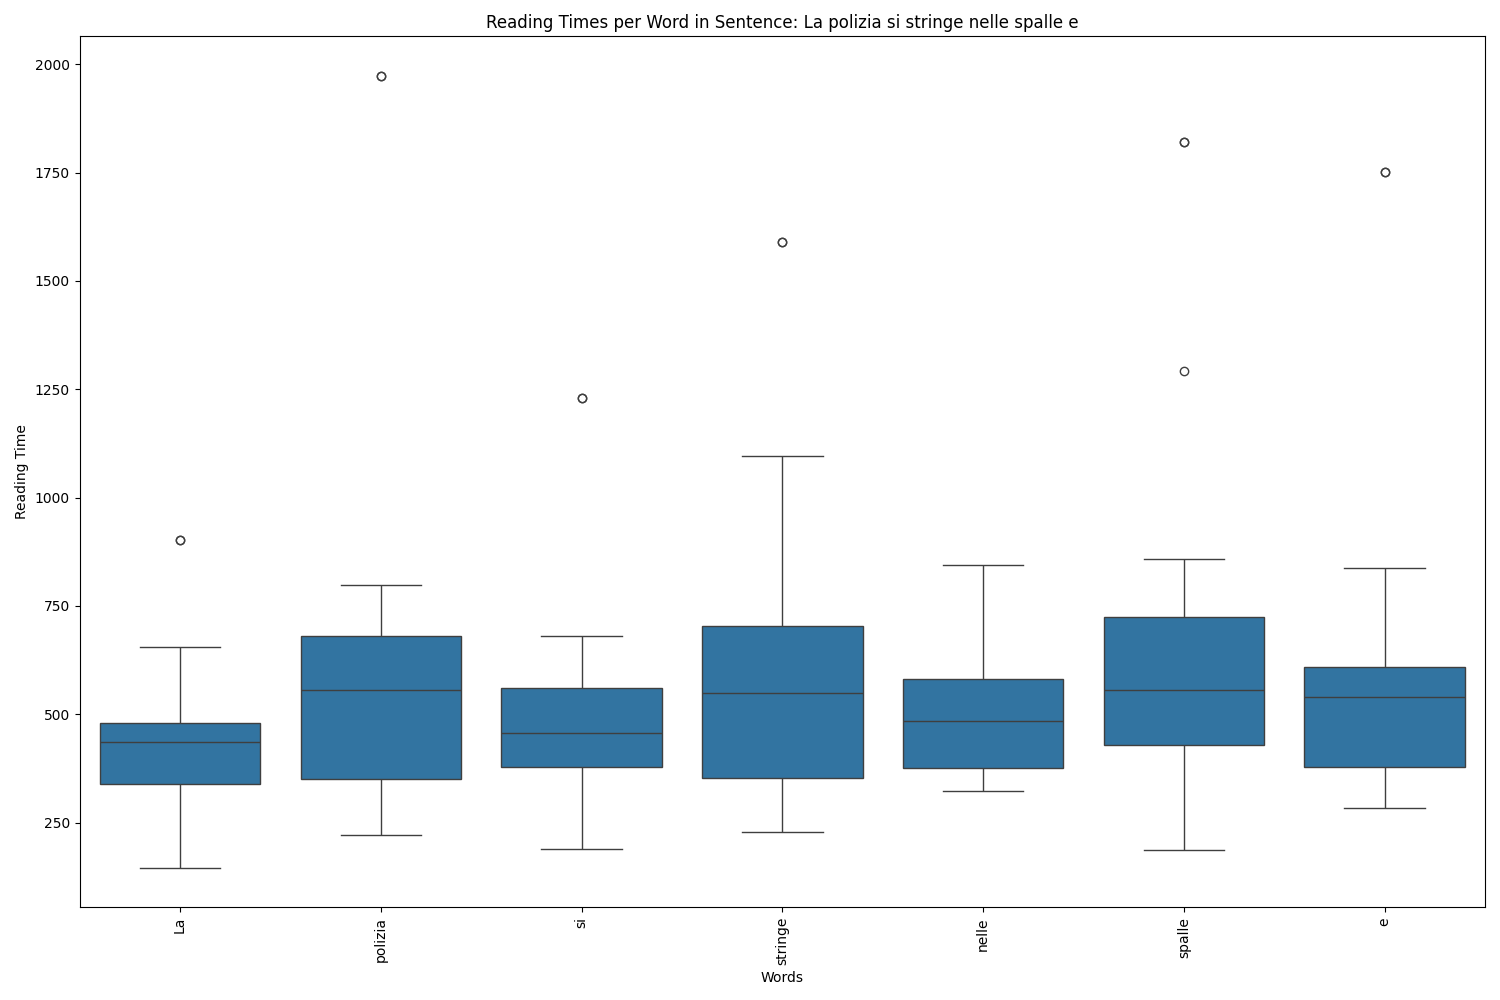 Reading Times per Word in Sentence: La polizia si stringe nelle spalle e
2000
1750
1500
1250
1000
750
500
250
Reading Time
La
polizia
si
stringe
nelle
spalle
e
Words